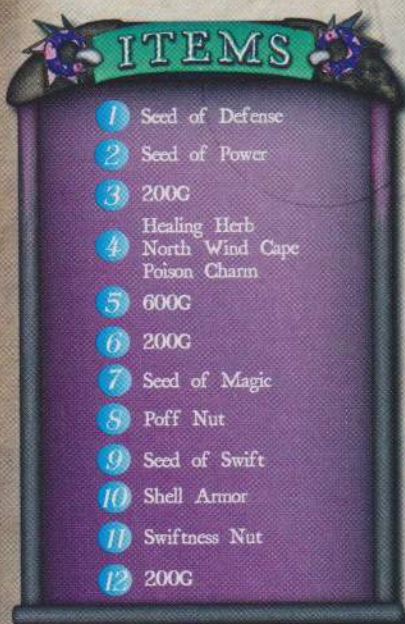 ITEMS
1 Seed of Defense
2 Seed of Power
3 200G
4 Healing Herb
North Wind Cape
Poison Charm
5 600G
6 200G
7 Seed of Magic
8 Poff Nut
9 Seed of Swift
10 Shell Armor
11 Swiftness Nut
12 200G